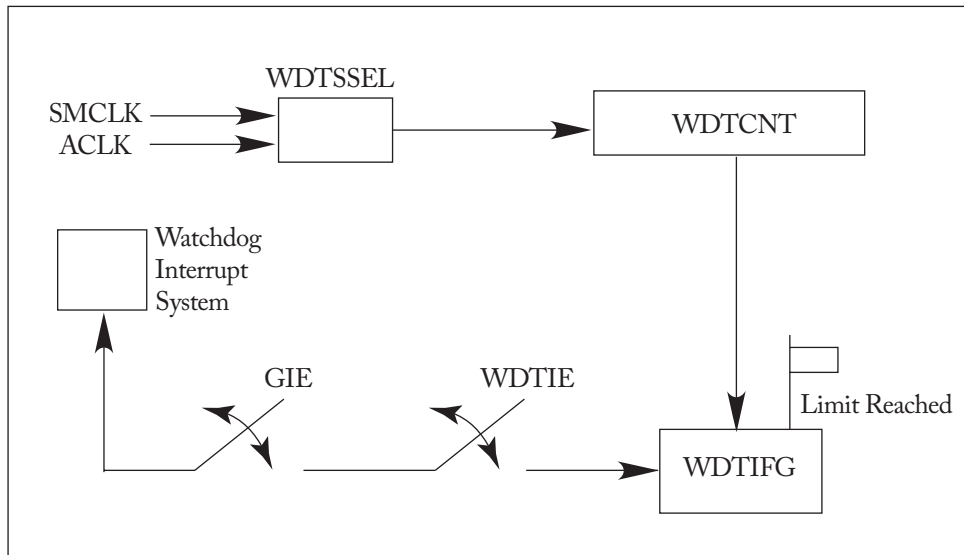 WDTSSEL
SMCLK
ACLK
WDTCNT
Watchdog
Interrupt
System
GIE
WDTIE
Limit Reached
WDTIFG